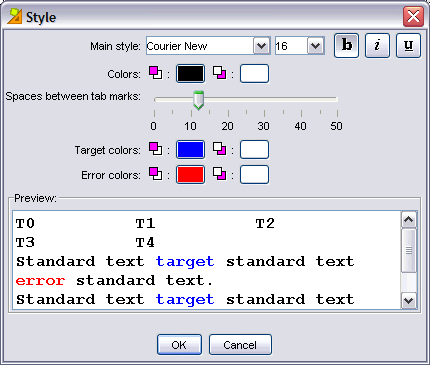 Style
Main style: Courier New 16 b i u
Colors: : :
Spaces between tab marks:
0 10 20 30 40 50
Target colors: : :
Error colors: : :
Preview:
T0 T1 T2
T3 T4
Standard text target standard text
error standard text.
Standard text target standard text
OK Cancel